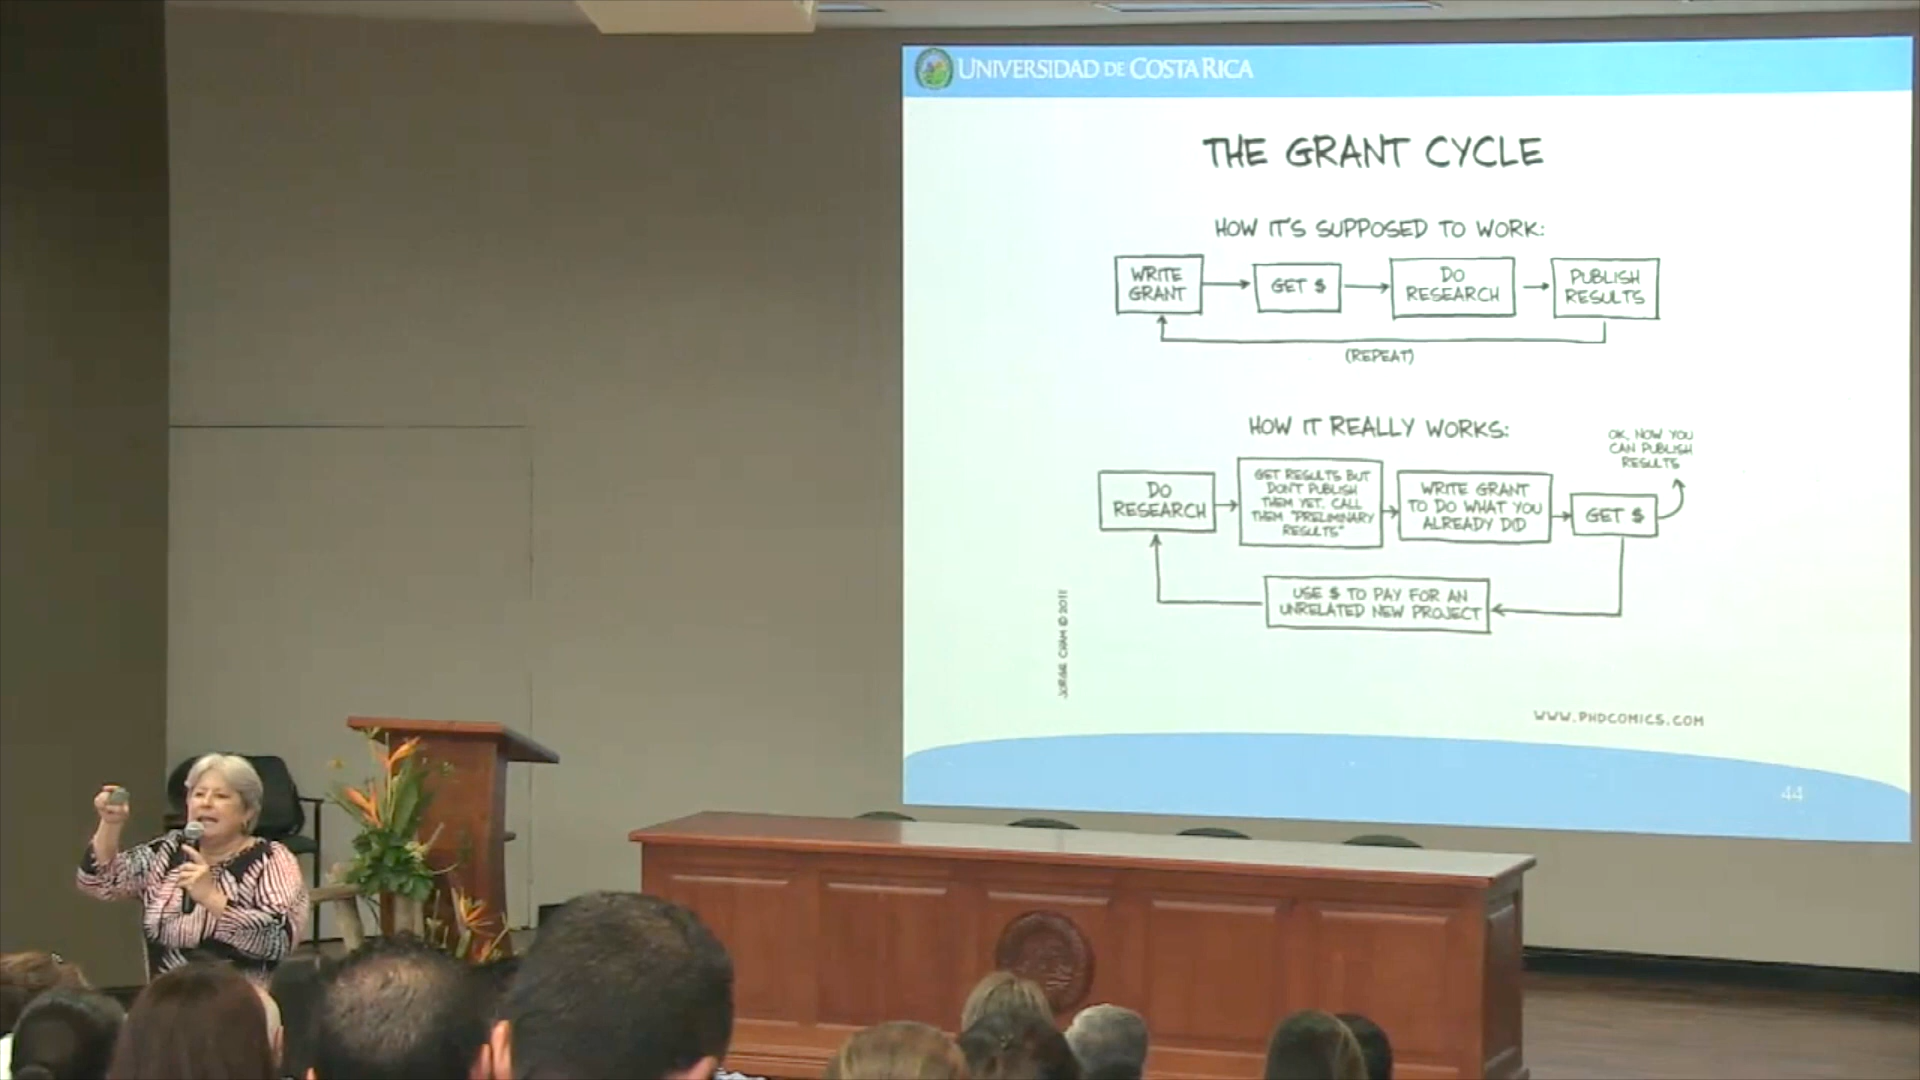 UNIVERSIDAD DE COSTA RICA
THE GRANT CYCLE
HOW IT'S SUPPOSED TO WORK:
WRITE
GRANT
GET $
DO
RESEARCH
PUBLISH
RESULTS
(REPEAT)
HOW IT REALLY WORKS:
OK, NOW YOU
CAN PUBLISH
RESULTS
DO
RESEARCH
GET RESULTS BUT
DON'T PUBLISH
THEM YET. CALL
THEM "PRELIMINARY
RESULTS"
WRITE GRANT
TO DO WHAT YOU
ALREADY DID
GET $
USE $ TO PAY FOR AN
UNRELATED NEW PROJECT
JORGE CHAM © 2011
WWW.PHDCOMICS.COM
44